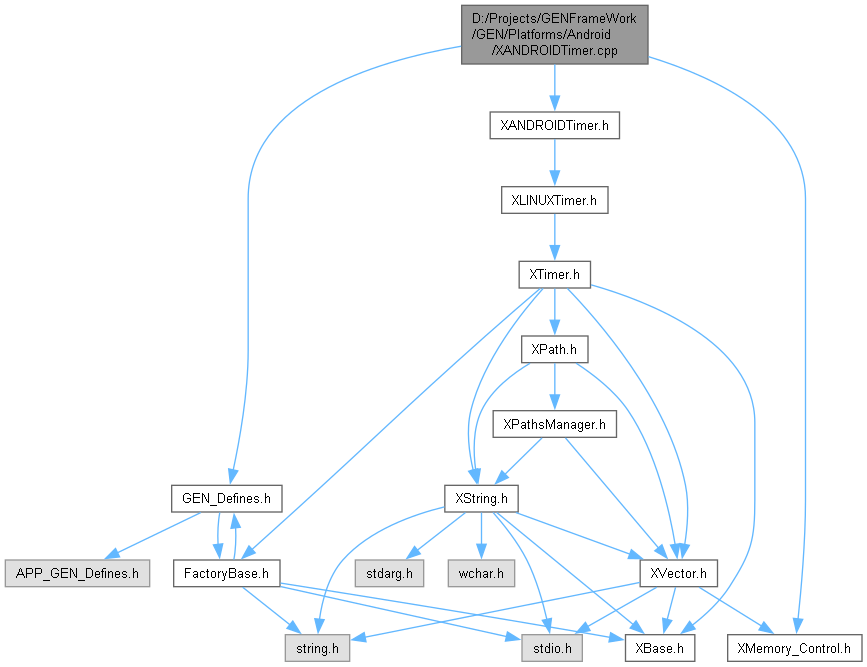 D:/Projects/GENFrameWork
/GEN/Platforms/Android
/XANDROIDTimer.cpp
XANDROIDTimer.h
XLINUXTimer.h
XTimer.h
XPath.h
XPathsManager.h
GEN_Defines.h
XString.h
APP_GEN_Defines.h
FactoryBase.h
stdarg.h
wchar.h
XVector.h
string.h
stdio.h
XBase.h
XMemory_Control.h